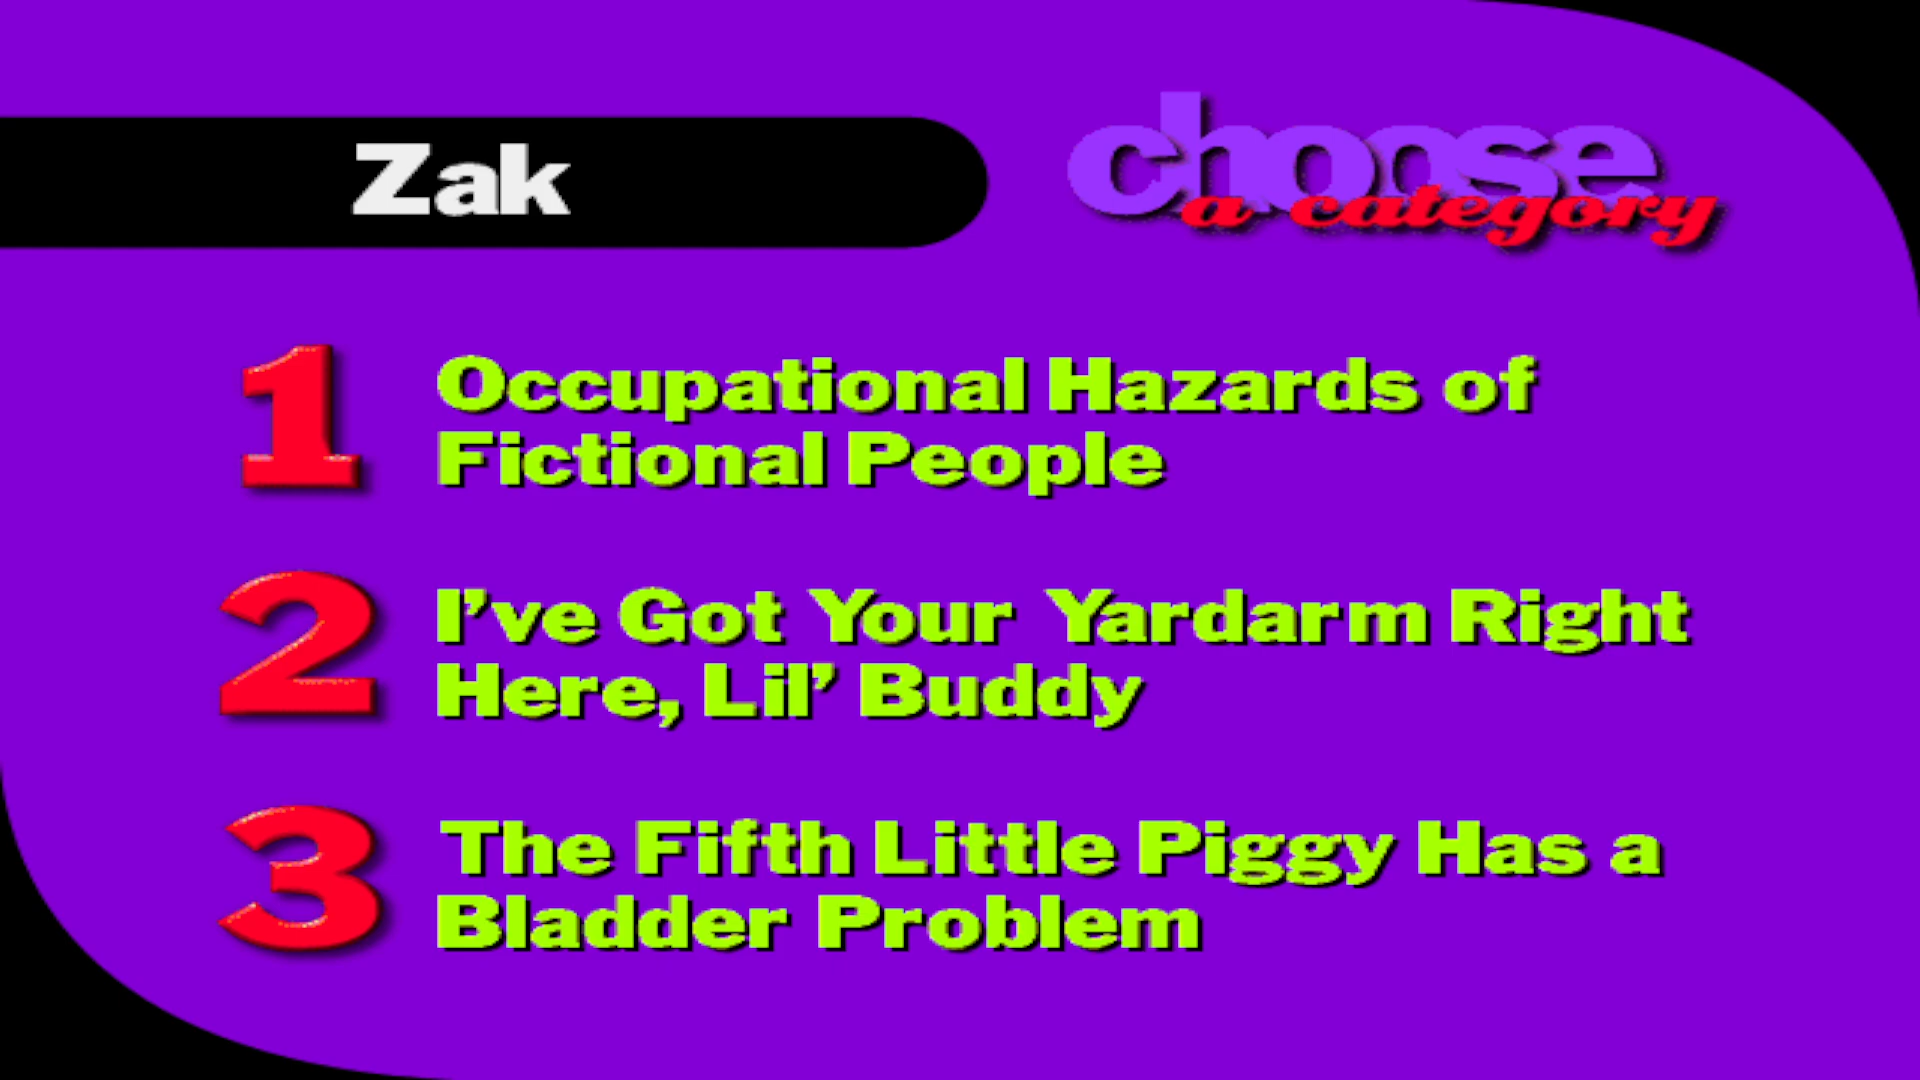 Zak
choose
a category
1
Occupational Hazards of
Fictional People
2
I've Got Your Yardarm Right
Here, Lil' Buddy
3
The Fifth Little Piggy Has a
Bladder Problem